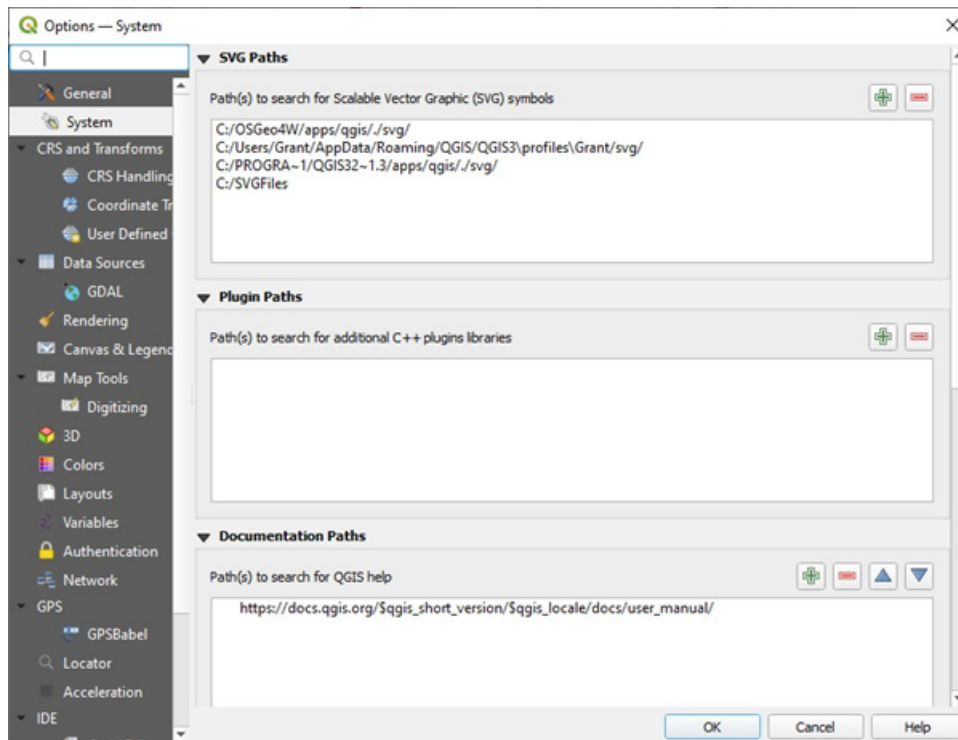 Options — System
General
System
CRS and Transforms
CRS Handling
Coordinate Tr
User Defined
Data Sources
GDAL
Rendering
Canvas & Legend
Map Tools
Digitizing
3D
Colors
Layouts
Variables
Authentication
Network
GPS
GPSBabel
Locator
Acceleration
IDE
SVG Paths
Path(s) to search for Scalable Vector Graphic (SVG) symbols
C:/OSGeo4W/apps/qgis/./svg/
C:/Users/Grant/AppData/Roaming/QGIS/QGIS3\profiles\Grant/svg/
C:/PROGRA~1/QGIS32~1.3/apps/qgis/./svg/
C:/SVGFiles
Plugin Paths
Path(s) to search for additional C++ plugins libraries
Documentation Paths
Path(s) to search for QGIS help
https://docs.qgis.org/$qgis_short_version/$qgis_locale/docs/user_manual/
OK
Cancel
Help